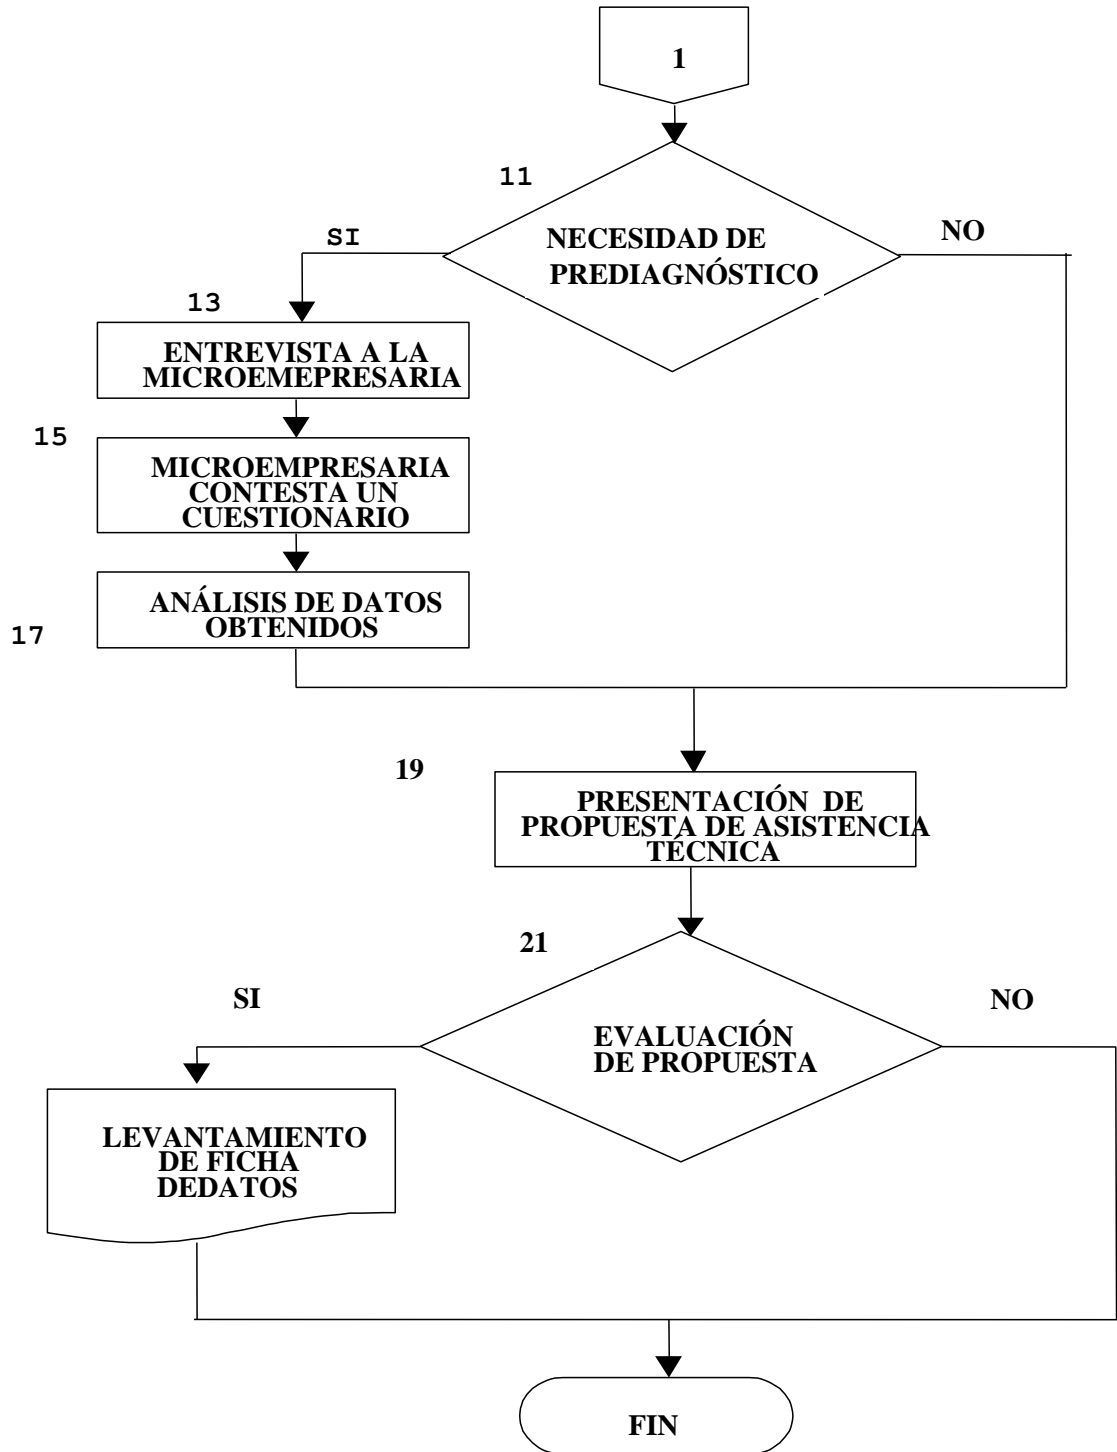 1
11
NECESIDAD DE
PREDIAGNÓSTICO
SI
NO
13
ENTREVISTA A LA
MICROEMEPRESARIA
15
MICROEMPRESARIA
CONTESTA UN
CUESTIONARIO
ANÁLISIS DE DATOS
OBTENIDOS
17
19
PRESENTACIÓN DE
PROPUESTA DE ASISTENCIA
TÉCNICA
21
SI
NO
EVALUACIÓN
DE PROPUESTA
LEVANTAMIENTO
DE FICHA
DEDATOS
FIN